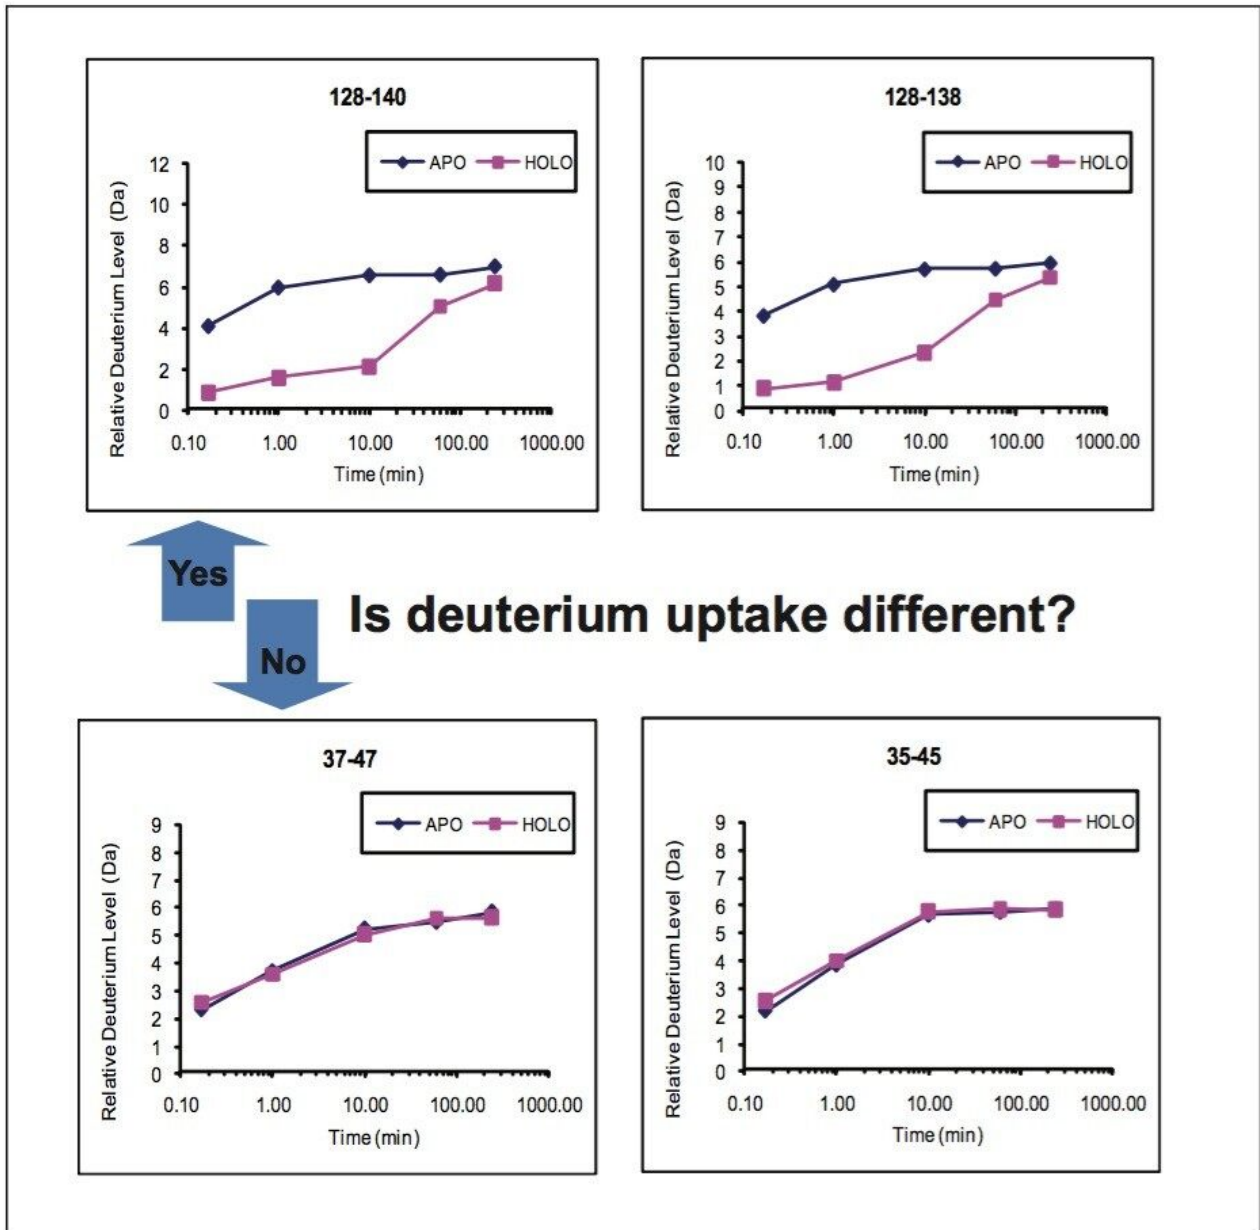 128-140
APO HOLO
Relative Deuterium Level (Da)
12
10
8
6
4
2
0
0.10 1.00 10.00 100.00 1000.00
Time (min)
128-138
APO HOLO
Relative Deuterium Level (Da)
10
9
8
7
6
5
4
3
2
1
0
0.10 1.00 10.00 100.00 1000.00
Time (min)
Yes
Is deuterium uptake different?
No
37-47
APO HOLO
Relative Deuterium Level (Da)
9
8
7
6
5
4
3
2
1
0
0.10 1.00 10.00 100.00 1000.00
Time (min)
35-45
APO HOLO
Relative Deuterium Level (Da)
9
8
7
6
5
4
3
2
1
0
0.10 1.00 10.00 100.00 1000.00
Time (min)